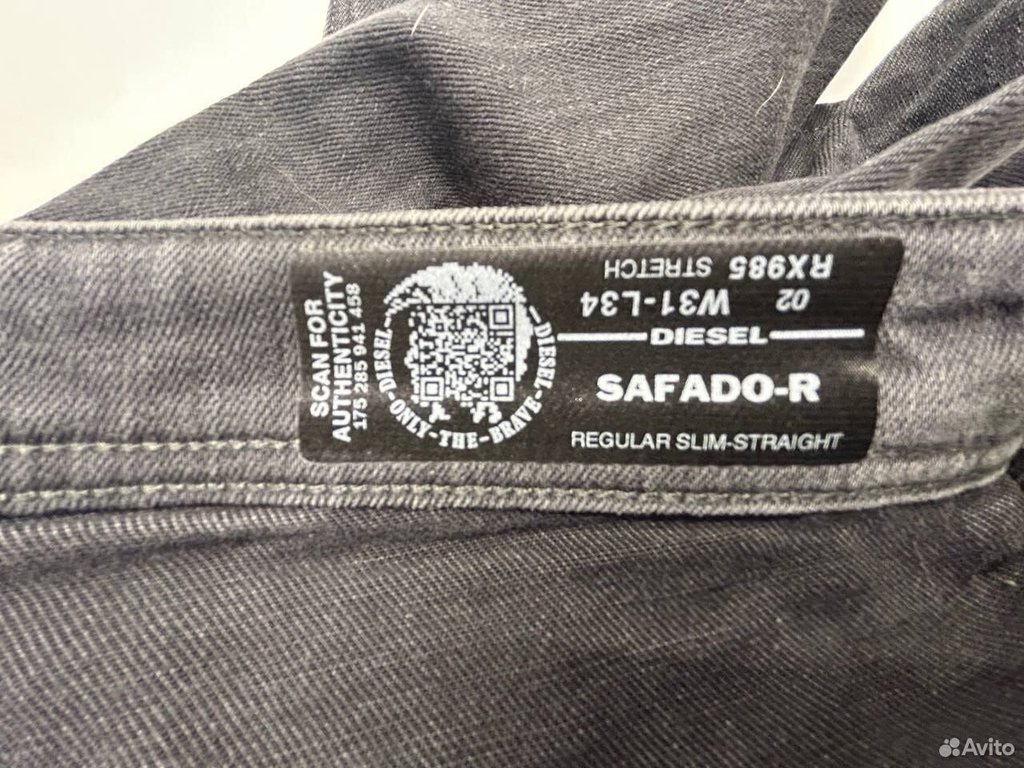 SCAN FOR
AUTHENTICITY
175 285 941 458
DIESEL-ONLY-THE-BRAVE-DIESEL
RX985 STRETCH
02 W31-L34
DIESEL
SAFADO-R
REGULAR SLIM-STRAIGHT
Avito